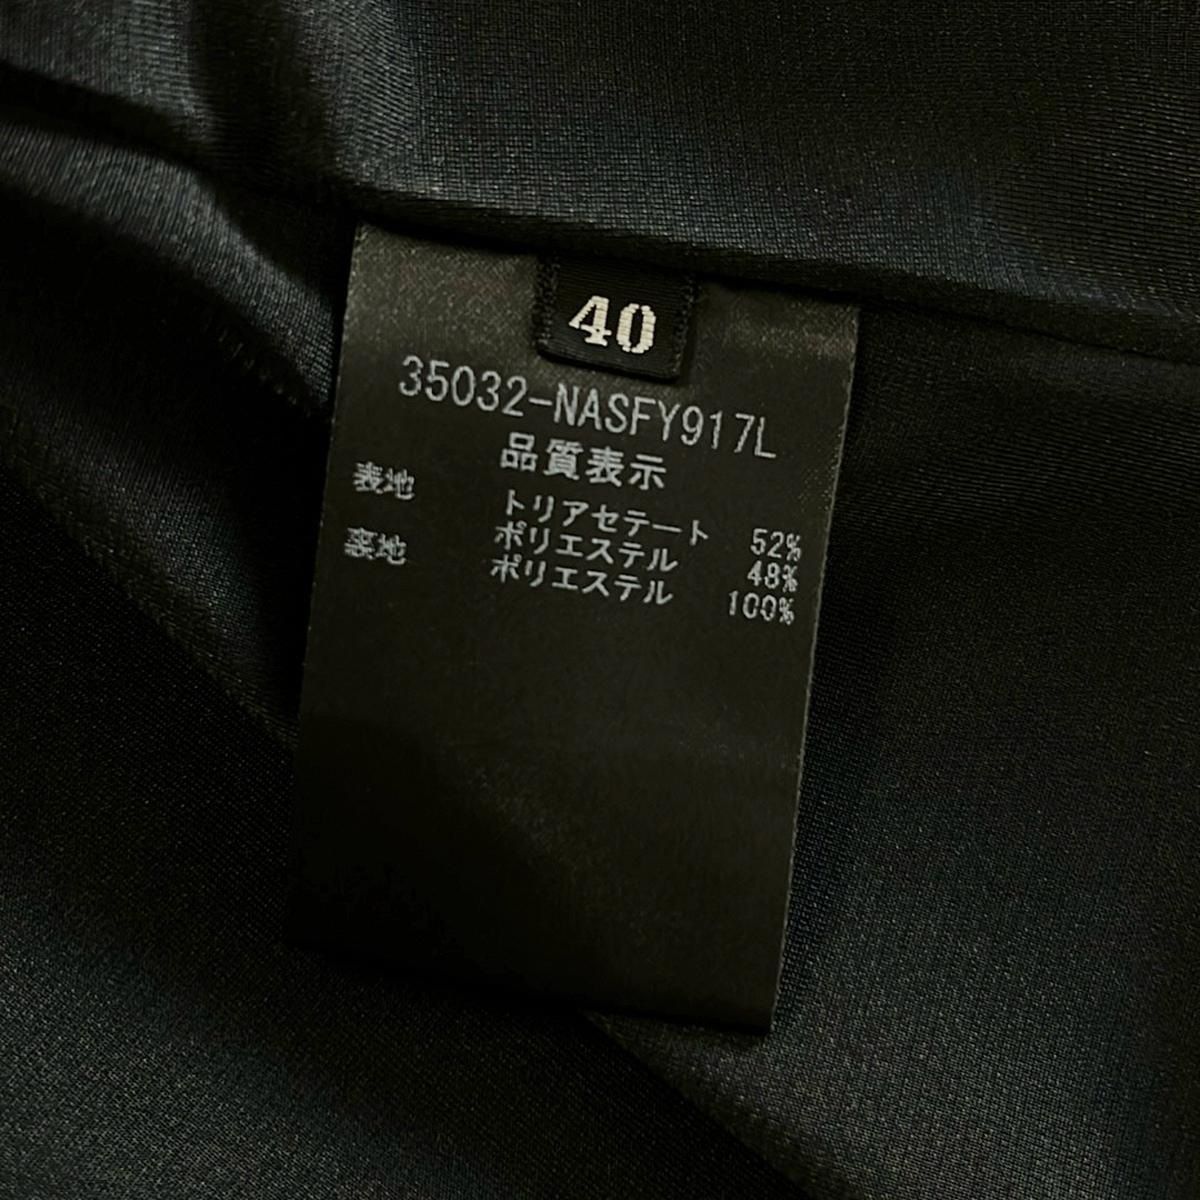 40
35032-NASFY917L
品質表示
表地 トリアセテート 52%
ポリエステル 48%
裏地 ポリエステル 100%